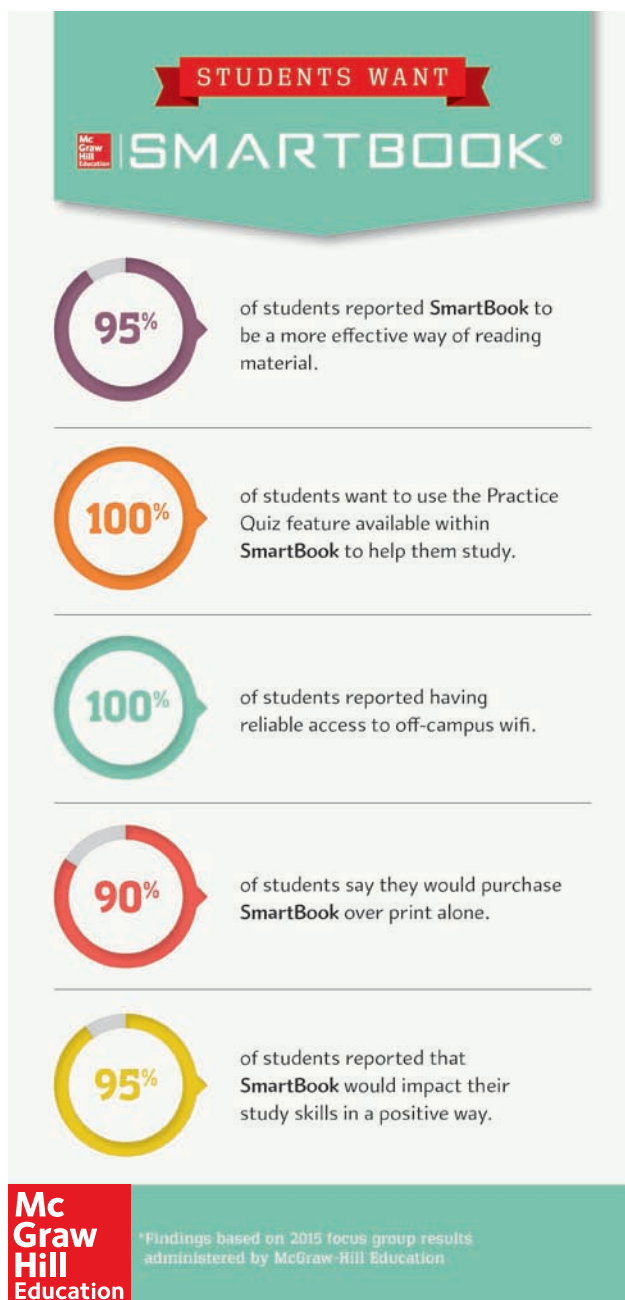 STUDENTS WANT
Mc
Graw
Hill
Education
SMARTBOOK®
95%
of students reported SmartBook to
be a more effective way of reading
material.
100%
of students want to use the Practice
Quiz feature available within
SmartBook to help them study.
100%
of students reported having
reliable access to off-campus wifi.
90%
of students say they would purchase
SmartBook over print alone.
95%
of students reported that
SmartBook would impact their
study skills in a positive way.
Mc
Graw
Hill
Education
*Findings based on 2015 focus group results
administered by McGraw-Hill Education